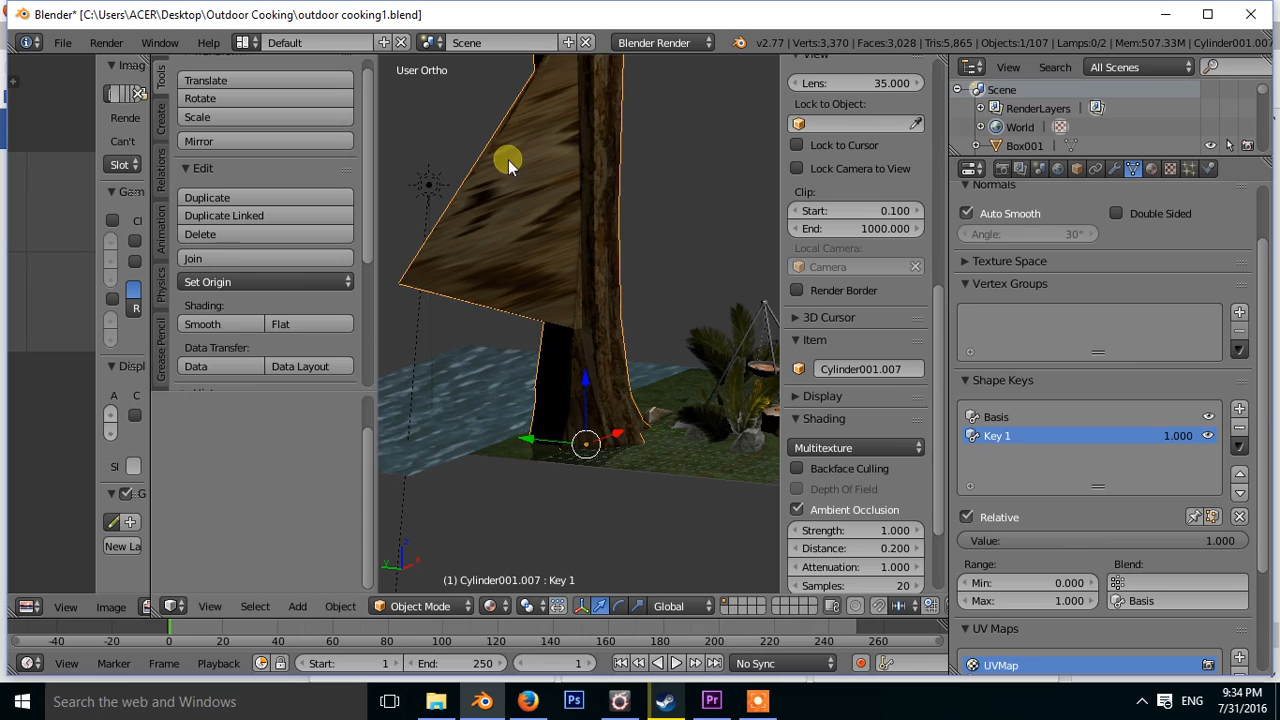 Blender* [C:\Users\ACER\Desktop\Outdoor Cooking\outdoor cooking1.blend]
File Render Window Help Default Scene Blender Render v2.77 | Verts:3,370 | Faces:3,028 | Tris:5,865 | Objects:1/107 | Lamps:0/2 | Mem:507.33M | Cylinder001.007
Imag
Rende
Can't
Slot
Gam
Cl
R
Displ
A
C
Sl
G
New La
View Image
Tools
Create
Relations
Animation
Physics
Grease Pencil
Translate
Rotate
Scale
Mirror
Edit
Duplicate
Duplicate Linked
Delete
Join
Set Origin
Shading:
Smooth Flat
Data Transfer:
Data Data Layout
User Ortho
(1) Cylinder001.007 : Key 1
View
Lens: 35.000
Lock to Object:
Lock to Cursor
Lock Camera to View
Clip:
Start: 0.100
End: 1000.000
Local Camera:
Camera
Render Border
3D Cursor
Item
Cylinder001.007
Display
Shading
Multitexture
Backface Culling
Depth Of Field
Ambient Occlusion
Strength: 1.000
Distance: 0.200
Attenuation: 1.000
Samples: 20
View Search All Scenes
Scene
RenderLayers
World
Box001
Normals
Auto Smooth Double Sided
Angle: 30°
Texture Space
Vertex Groups
Shape Keys
Basis
Key 1 1.000
Relative
Value: 1.000
Range: Blend:
Min: 0.000
Max: 1.000 Basis
UV Maps
UVMap
View Select Add Object Object Mode Global
-40 -20 0 20 40 60 80 100 120 140 160 180 200 220 240 260
View Marker Frame Playback Start: 1 End: 250 1 No Sync
Search the web and Windows
Ps
Pr
ENG
9:34 PM
7/31/2016